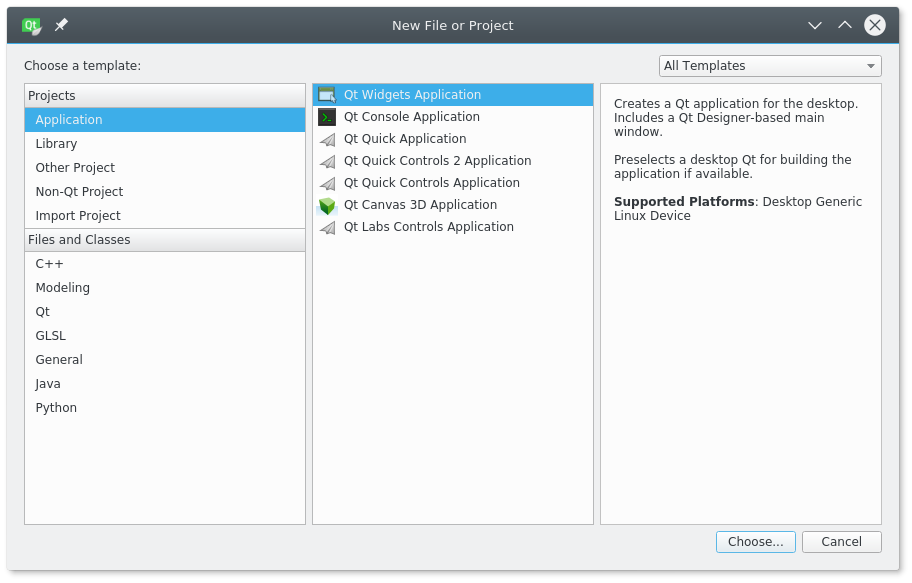 Qt
New File or Project
Choose a template:
All Templates
Projects
Application
Library
Other Project
Non-Qt Project
Import Project
Files and Classes
C++
Modeling
Qt
GLSL
General
Java
Python
Qt Widgets Application
Qt Console Application
Qt Quick Application
Qt Quick Controls 2 Application
Qt Quick Controls Application
Qt Canvas 3D Application
Qt Labs Controls Application
Creates a Qt application for the desktop.
Includes a Qt Designer-based main
window.
Preselects a desktop Qt for building the
application if available.
Supported Platforms: Desktop Generic
Linux Device
Choose...
Cancel